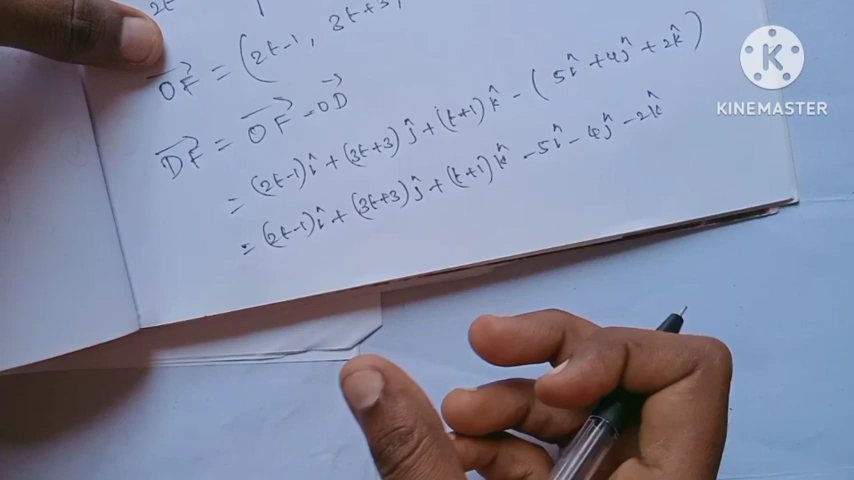 2t
OF⃗ = (2t-1, 3t+3,
DF⃗ = OF⃗ - OD⃗
= (2t-1)î + (3t+3)ĵ + (t+1)k̂ - (5î + 4ĵ + 2k̂)
= (2t-1)î + (3t+3)ĵ + (t+1)k̂ - 5î - 4ĵ - 2k̂
K
KINEMASTER